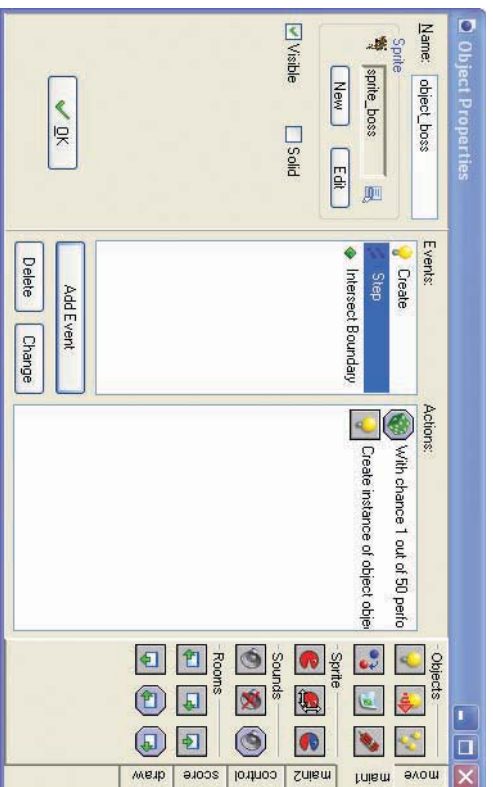 Object Properties
Name: object_boss
Sprite
sprite_boss
New Edit
Visible Solid
OK
Events:
Create
Step
Intersect Boundary
Add Event
Delete Change
Actions:
With chance 1 out of 50 perfo
Create instance of object obje
Objects
Sprite
Sounds
Rooms
move
main1
main2
control
score
draw